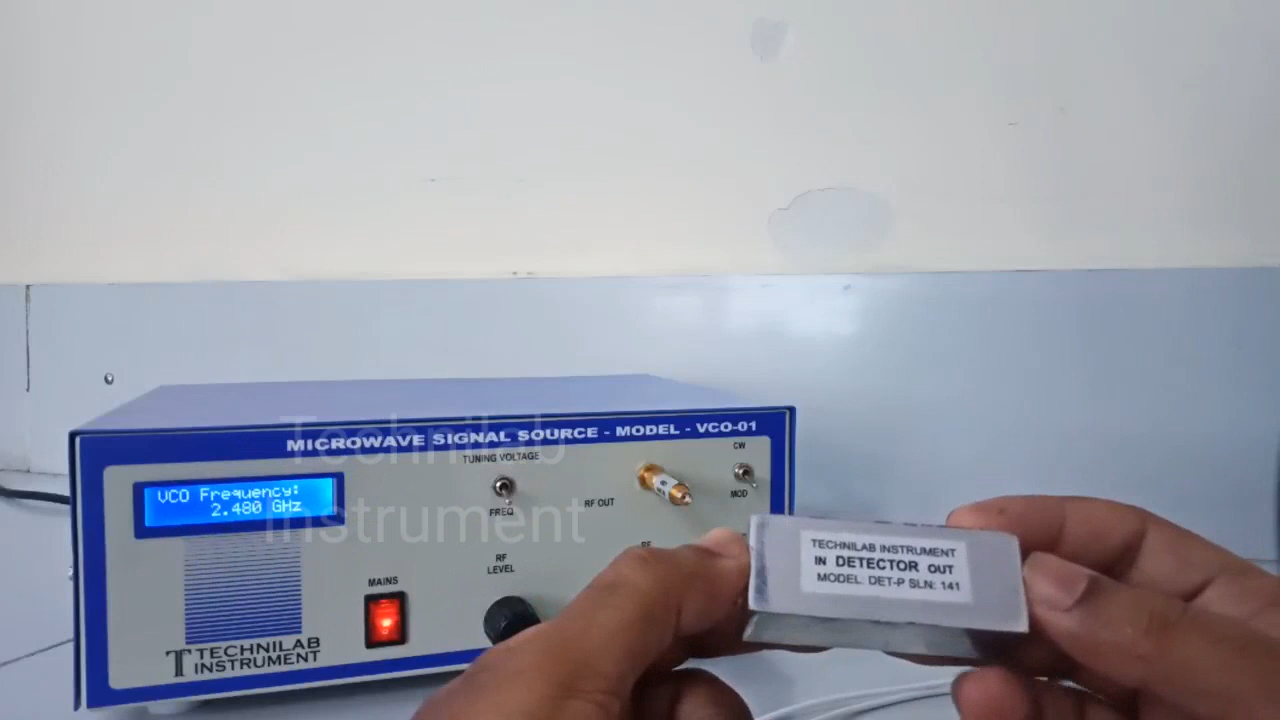 MICROWAVE SIGNAL SOURCE - MODEL - VCO-01
VCO Frequency:
2.480 GHz
TUNING VOLTAGE
FREQ
RF OUT
CW
MOD
RF
LEVEL
MAINS
TECHNILAB
INSTRUMENT
TECHNILAB INSTRUMENT
IN DETECTOR OUT
MODEL: DET-P SLN: 141
Technilab
Instrument